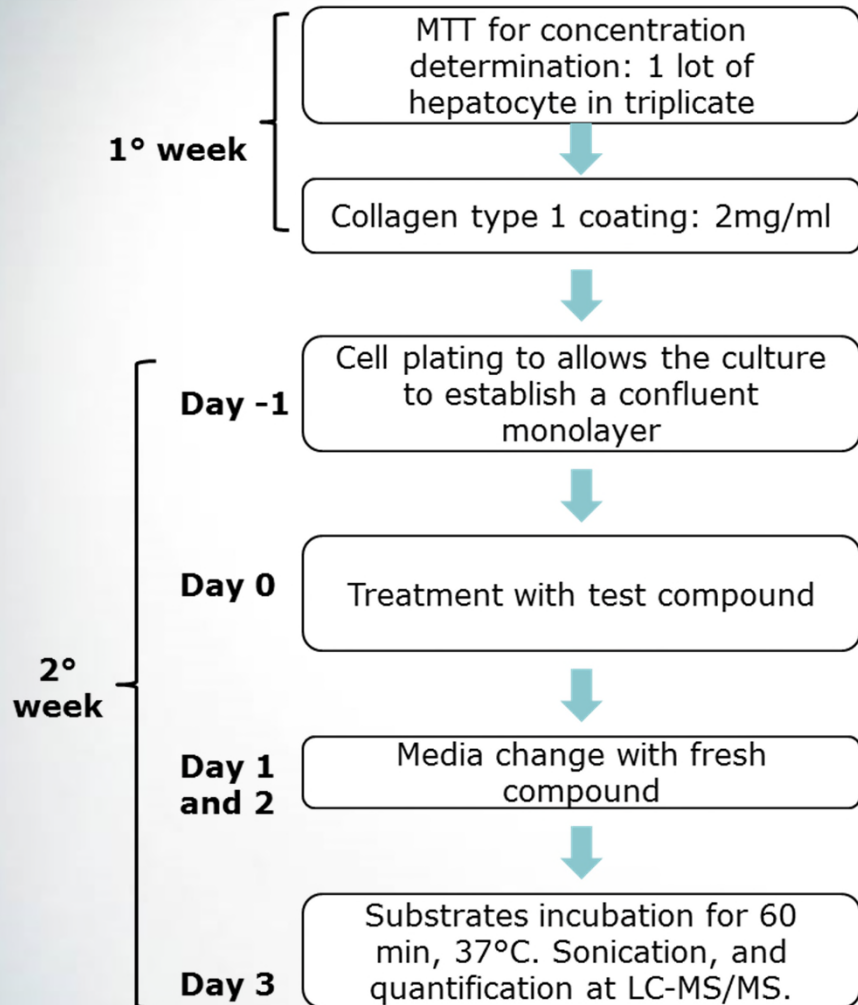 MTT for concentration
determination: 1 lot of
hepatocyte in triplicate
1° week
Collagen type 1 coating: 2mg/ml
Cell plating to allows the culture
to establish a confluent
monolayer
Day -1
Day 0
Treatment with test compound
2°
week
Day 1
and 2
Media change with fresh
compound
Substrates incubation for 60
min, 37°C. Sonication, and
quantification at LC-MS/MS.
Day 3